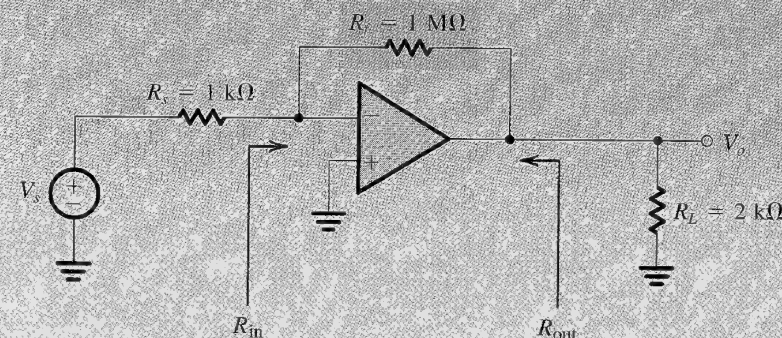 R_f = 1 MΩ
R_s = 1 kΩ
−
+
V_s
+
−
V_o
R_L = 2 kΩ
R_in
R_out